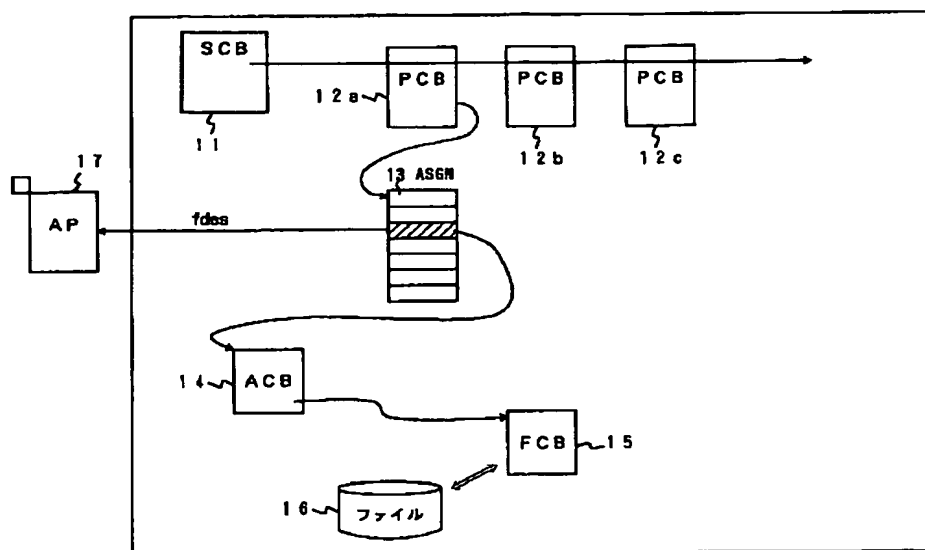 SCB
11
PCB
12a
PCB
12b
PCB
12c
17
AP
13 ASGN
fdes
14
ACB
FCB
15
16
ファイル